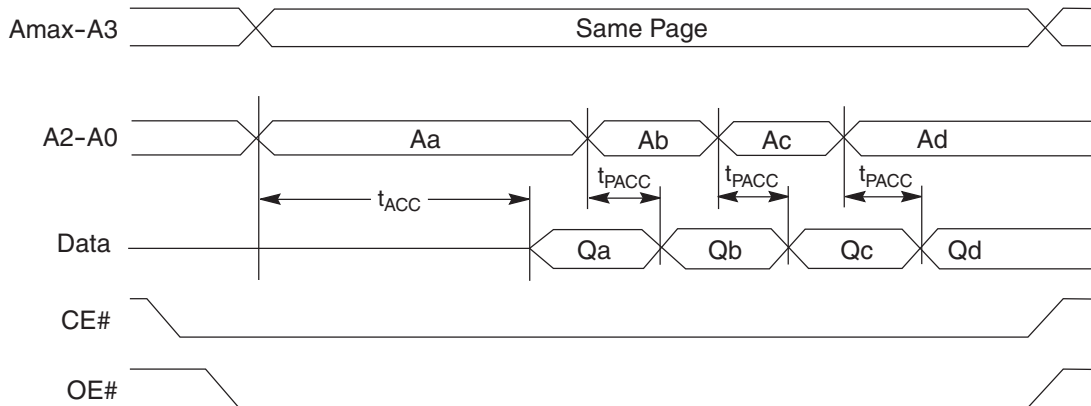 Amax-A3 Same Page
A2-A0 Aa Ab Ac Ad
tACC tPACC tPACC tPACC
Data Qa Qb Qc Qd
CE#
OE#